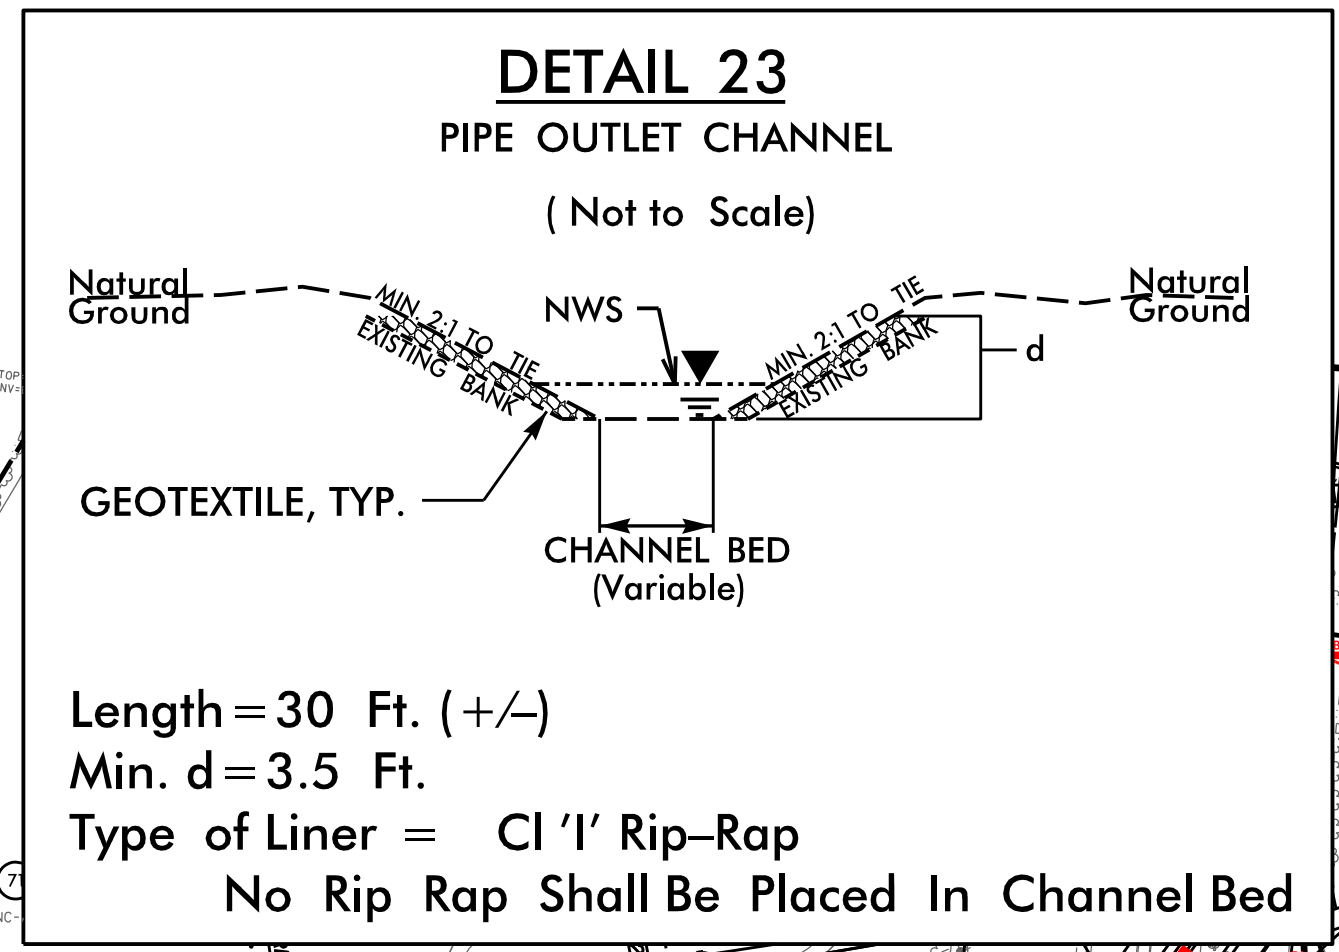 DETAIL 23
PIPE OUTLET CHANNEL
( Not to Scale)
Natural
Ground
MIN. 2:1 TO TIE
EXISTING BANK
NWS
MIN. 2:1 TO TIE
EXISTING BANK
Natural
Ground
d
GEOTEXTILE, TYP.
CHANNEL BED
(Variable)
Length = 30 Ft. (+/–)
Min. d = 3.5 Ft.
Type of Liner = Cl 'I' Rip–Rap
No Rip Rap Shall Be Placed In Channel Bed
TOP
NV=